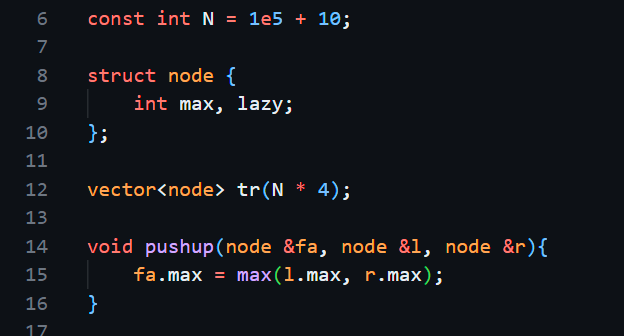 6 const int N = 1e5 + 10;
7
8 struct node {
9     int max, lazy;
10 };
11
12 vector<node> tr(N * 4);
13
14 void pushup(node &fa, node &l, node &r){
15     fa.max = max(l.max, r.max);
16 }
17